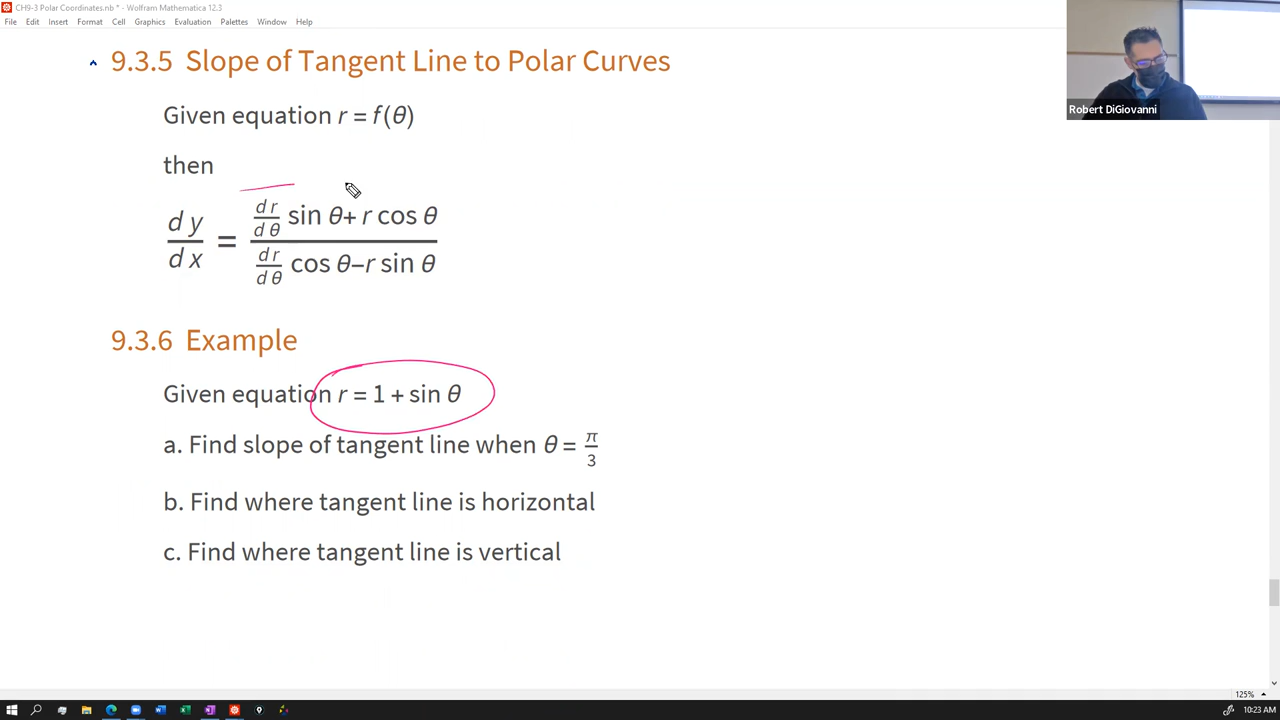 CH9-3 Polar Coordinates.nb * - Wolfram Mathematica 12.3
File Edit Insert Format Cell Graphics Evaluation Palettes Window Help
9.3.5 Slope of Tangent Line to Polar Curves
Robert DiGiovanni
Given equation r = f(θ)
then
dy/dx = (dr/dθ sin θ+ r cos θ)/(dr/dθ cos θ–r sin θ)
9.3.6 Example
Given equation r = 1 + sin θ
a. Find slope of tangent line when θ = π/3
b. Find where tangent line is horizontal
c. Find where tangent line is vertical
125%
10:23 AM